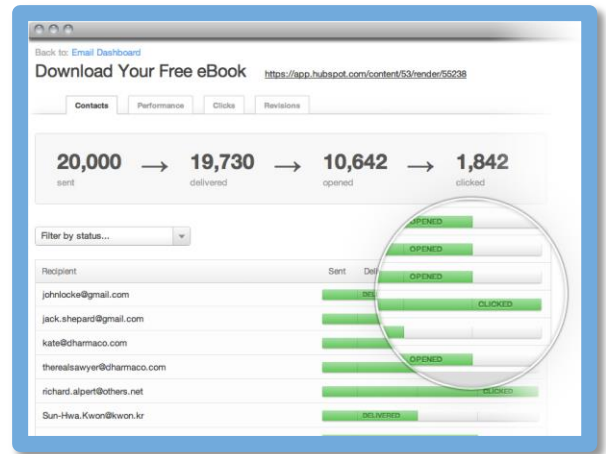 Back to: Email Dashboard
Download Your Free eBook https://app.hubspot.com/content/53/render/55238
Contacts Performance Clicks Revisions
20,000 → 19,730 → 10,642 → 1,842
sent delivered opened clicked
OPENED
Filter by status...
OPENED
Recipient Sent
OPENED
johnlocke@gmail.com
CLICKED
jack.shepard@gmail.com
kate@dharmaco.com
OPENED
therealsawyer@dharmaco.com
richard.alpert@others.net CLICKED
Sun-Hwa.Kwon@kwon.kr DELIVERED